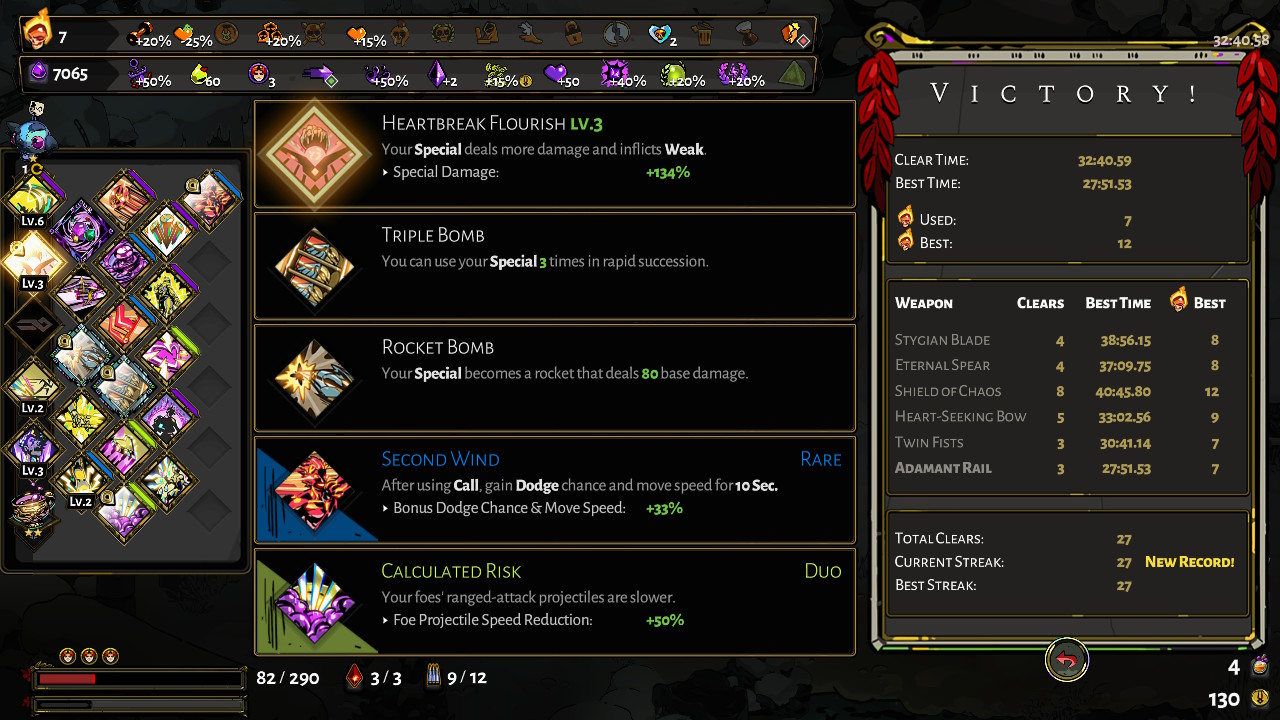 7
+20%
-25%
+20%
+15%
2
32:40.58
7065
+50%
60
3
+50%
+2
+15%
+50
+40%
+20%
+20%
VICTORY!
1
Lv.6
Lv.3
Lv.2
Lv.3
Lv.2
HEARTBREAK FLOURISH LV.3
Your Special deals more damage and inflicts Weak.
Special Damage: +134%
TRIPLE BOMB
You can use your Special 3 times in rapid succession.
ROCKET BOMB
Your Special becomes a rocket that deals 80 base damage.
SECOND WIND RARE
After using Call, gain Dodge chance and move speed for 10 Sec.
Bonus Dodge Chance & Move Speed: +33%
CALCULATED RISK DUO
Your foes' ranged-attack projectiles are slower.
Foe Projectile Speed Reduction: +50%
CLEAR TIME: 32:40.59
BEST TIME: 27:51.53
USED: 7
BEST: 12
WEAPON CLEARS BEST TIME BEST
STYGIAN BLADE 4 38:56.15 8
ETERNAL SPEAR 4 37:09.75 8
SHIELD OF CHAOS 8 40:45.80 12
HEART-SEEKING BOW 5 33:02.56 9
TWIN FISTS 3 30:41.14 7
ADAMANT RAIL 3 27:51.53 7
TOTAL CLEARS: 27
CURRENT STREAK: 27 NEW RECORD!
BEST STREAK: 27
82 / 290
3 / 3
9 / 12
4
130